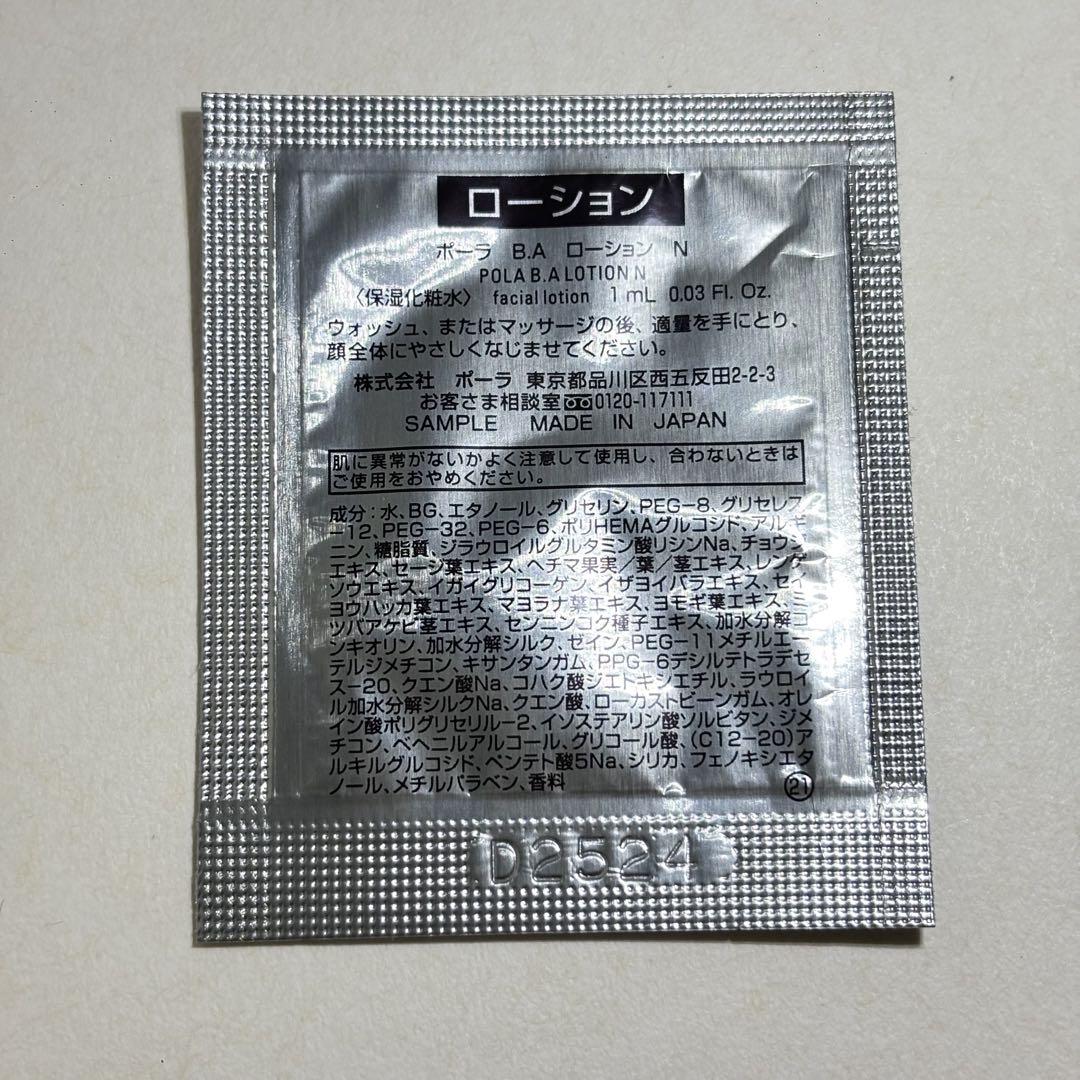 ローション
ポーラ B.A ローション N
POLA B.A LOTION N
〈保湿化粧水〉 facial lotion 1 mL 0.03 Fl. Oz.
ウォッシュ、またはマッサージの後、適量を手にとり、
顔全体にやさしくなじませてください。
株式会社 ポーラ 東京都品川区西五反田2-2-3
お客さま相談室 0120-117111
SAMPLE MADE IN JAPAN
肌に異常がないかよく注意して使用し、合わないときは
ご使用をおやめください。
成分：水、BG、エタノール、グリセリン、PEG-8、グリセレス
-12、PEG-32、PEG-6、ポリHEMAグルコシド、アルギ
ニン、糖脂質、ジラウロイルグルタミン酸リシンNa、チョウジ
エキス、セージ葉エキス、ヘチマ果実／葉／茎エキス、レンゲ
ソウエキス、イガイグリコーゲン、イザヨイバラエキス、セイ
ヨウハッカ葉エキス、マヨラナ葉エキス、ヨモギ葉エキス、ミ
ツバアケビ茎エキス、センニンコク種子エキス、加水分解コ
ンキオリン、加水分解シルク、ゼイン、PEG-11メチルエー
テルジメチコン、キサンタンガム、PPG-6デシルテトラデセ
ス-20、クエン酸Na、コハク酸ジエトキシエチル、ラウロイ
ル加水分解シルクNa、クエン酸、ローカストビーンガム、オレ
イン酸ポリグリセリル-2、イソステアリン酸ソルビタン、ジメ
チコン、ベヘニルアルコール、グリコール酸、(C12-20)ア
ルキルグルコシド、ペンテト酸5Na、シリカ、フェノキシエタ
ノール、メチルパラベン、香料
㉑
D2524